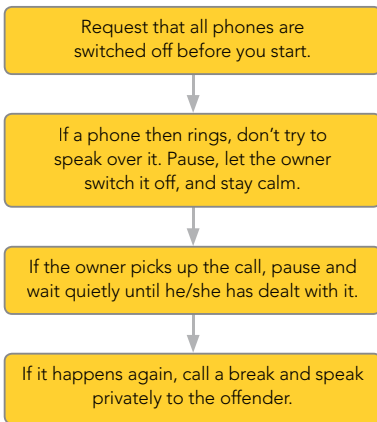 Request that all phones are
switched off before you start.
If a phone then rings, don’t try to
speak over it. Pause, let the owner
switch it off, and stay calm.
If the owner picks up the call, pause and
wait quietly until he/she has dealt with it.
If it happens again, call a break and speak
privately to the offender.